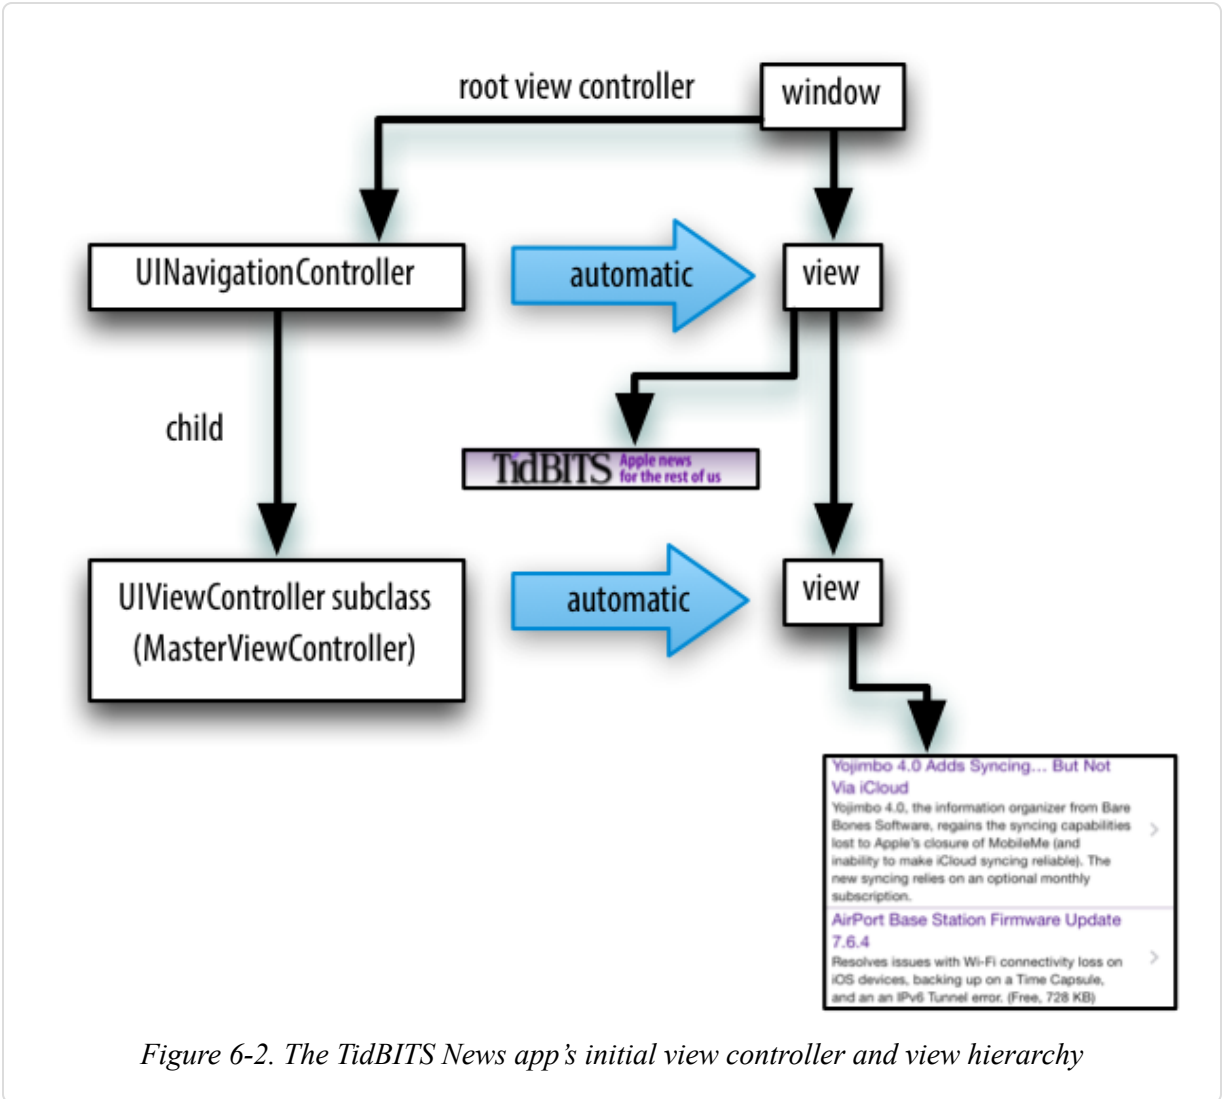 root view controller
window
UINavigationController
automatic
view
child
TidBITS Apple news
for the rest of us
UIViewController subclass
(MasterViewController)
automatic
view
Yojimbo 4.0 Adds Syncing... But Not
Via iCloud
Yojimbo 4.0, the information organizer from Bare
Bones Software, regains the syncing capabilities
lost to Apple's closure of MobileMe (and
inability to make iCloud syncing reliable). The
new syncing relies on an optional monthly
subscription.
AirPort Base Station Firmware Update
7.6.4
Resolves issues with Wi-Fi connectivity loss on
iOS devices, backing up on a Time Capsule,
and an an IPv6 Tunnel error. (Free, 728 KB)
Figure 6-2. The TidBITS News app’s initial view controller and view hierarchy